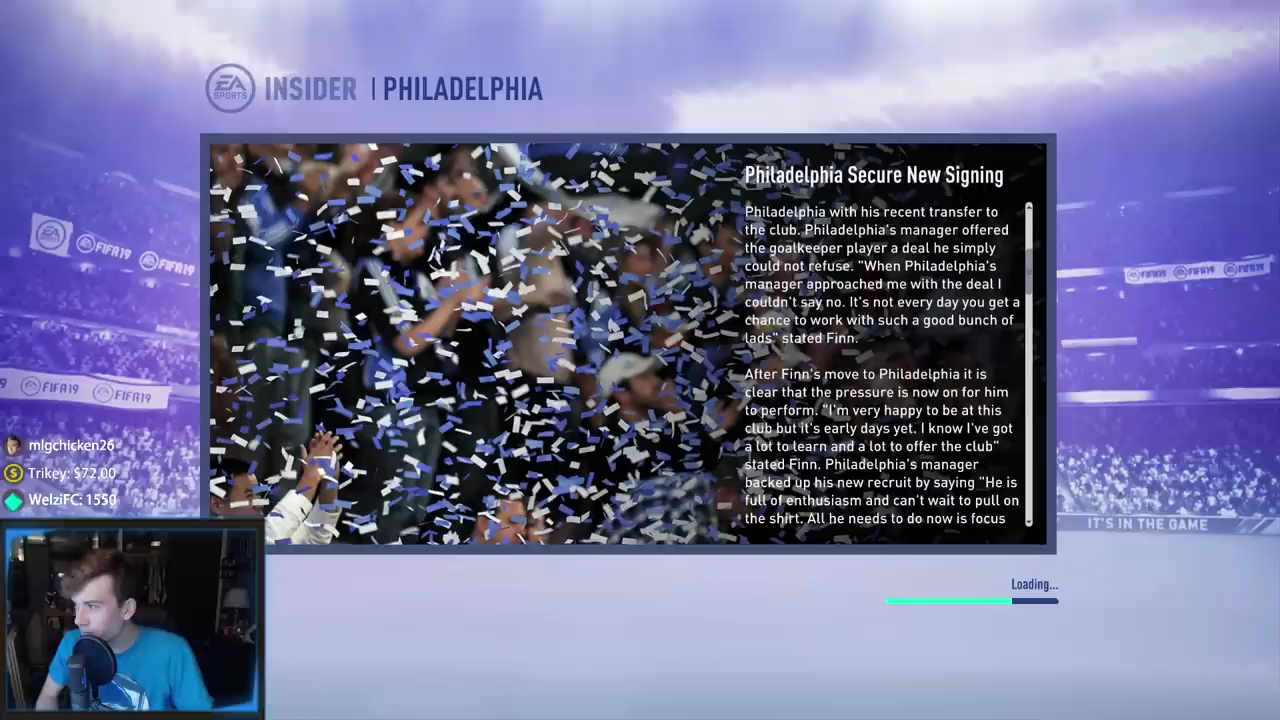 EA SPORTS INSIDER | PHILADELPHIA
Philadelphia Secure New Signing
Philadelphia with his recent transfer to
the club. Philadelphia's manager offered
the goalkeeper player a deal he simply
could not refuse. "When Philadelphia's
manager approached me with the deal I
couldn't say no. It's not every day you get a
chance to work with such a good bunch of
lads" stated Finn.
After Finn's move to Philadelphia it is
clear that the pressure is now on for him
to perform. "I'm very happy to be at this
club but it's early days yet. I know I've got
a lot to learn and a lot to offer the club"
stated Finn. Philadelphia's manager
backed up his new recruit by saying "He is
full of enthusiasm and can't wait to pull on
the shirt. All he needs to do now is focus
Loading...
EA FIFA19 FIFA19
FIFA19 FIFA19
FIFA19 FIFA19 FIFA19
IT'S IN THE GAME
mlgchicken26
Trikey: $72.00
WelziFC: 1550